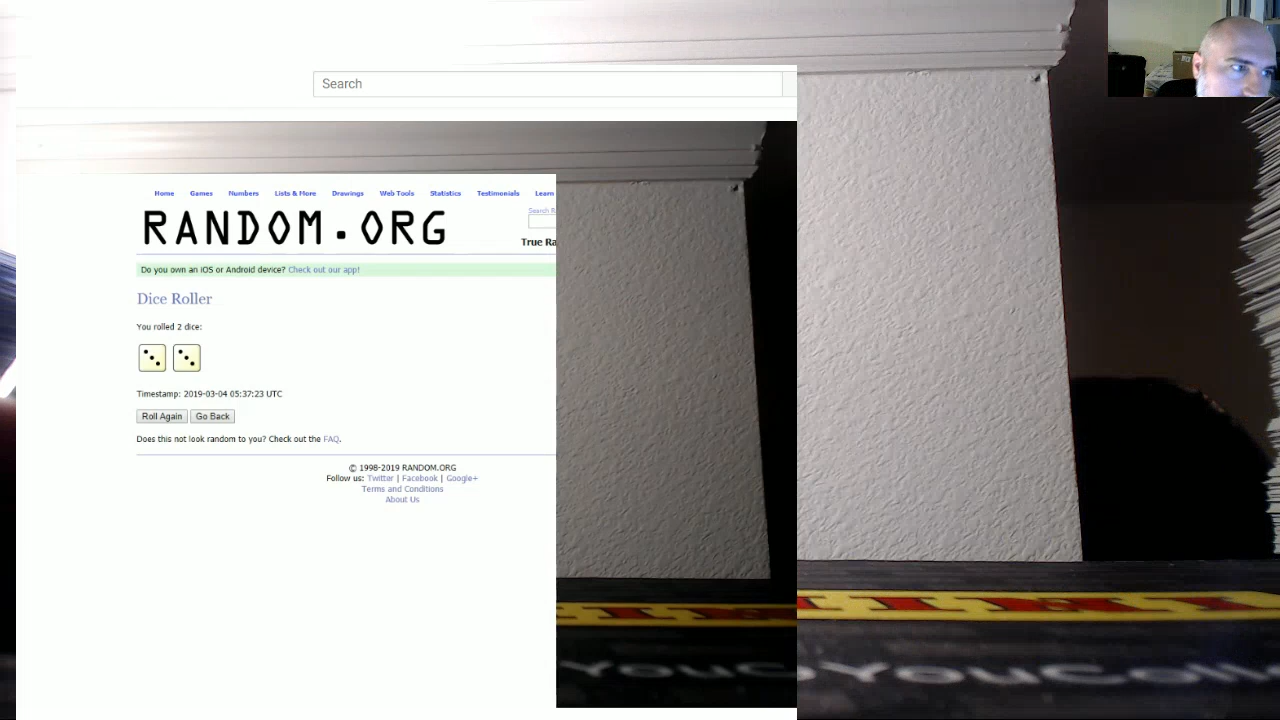 Search
Home Games Numbers Lists & More Drawings Web Tools Statistics Testimonials Learn
RANDOM.ORG
Search
True
Do you own an iOS or Android device? Check out our app!
Dice Roller
You rolled 2 dice:
Timestamp: 2019-03-04 05:37:23 UTC
Roll Again Go Back
Does this not look random to you? Check out the FAQ.
© 1998-2019 RANDOM.ORG
Follow us: Twitter | Facebook | Google+
Terms and Conditions
About Us